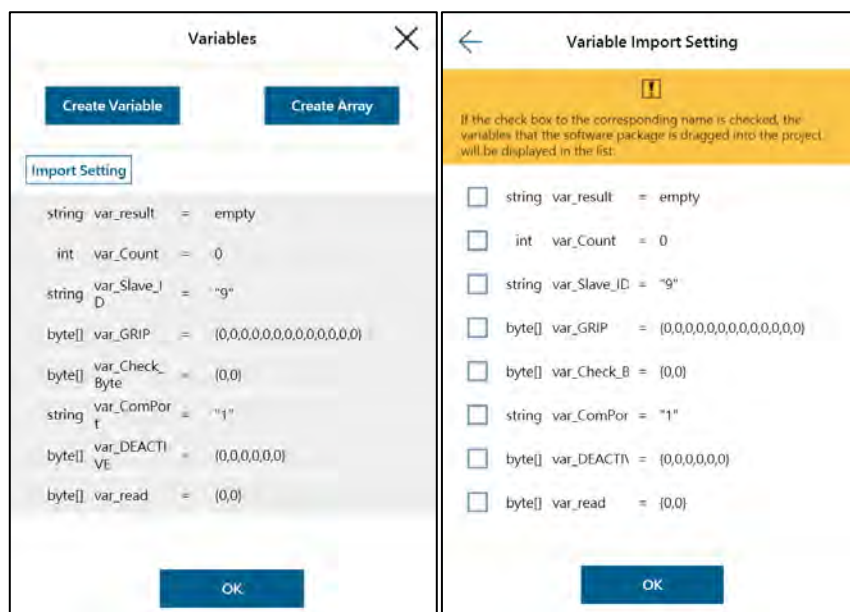 Variables
Create Variable
Create Array
Import Setting
string var_result = empty
int var_Count = 0
string var_Slave_I
D = "9"
byte[] var_GRIP = {0,0,0,0,0,0,0,0,0,0,0,0,0}
byte[] var_Check_
Byte = {0,0}
string var_ComPor
t = "1"
byte[] var_DEACTI
VE = {0,0,0,0,0,0}
byte[] var_read = {0,0}
OK
Variable Import Setting
If the check box to the corresponding name is checked, the
variables that the software package is dragged into the project
will be displayed in the list.
string var_result = empty
int var_Count = 0
string var_Slave_ID = "9"
byte[] var_GRIP = {0,0,0,0,0,0,0,0,0,0,0,0,0}
byte[] var_Check_B = {0,0}
string var_ComPor = "1"
byte[] var_DEACTI = {0,0,0,0,0,0}
byte[] var_read = {0,0}
OK